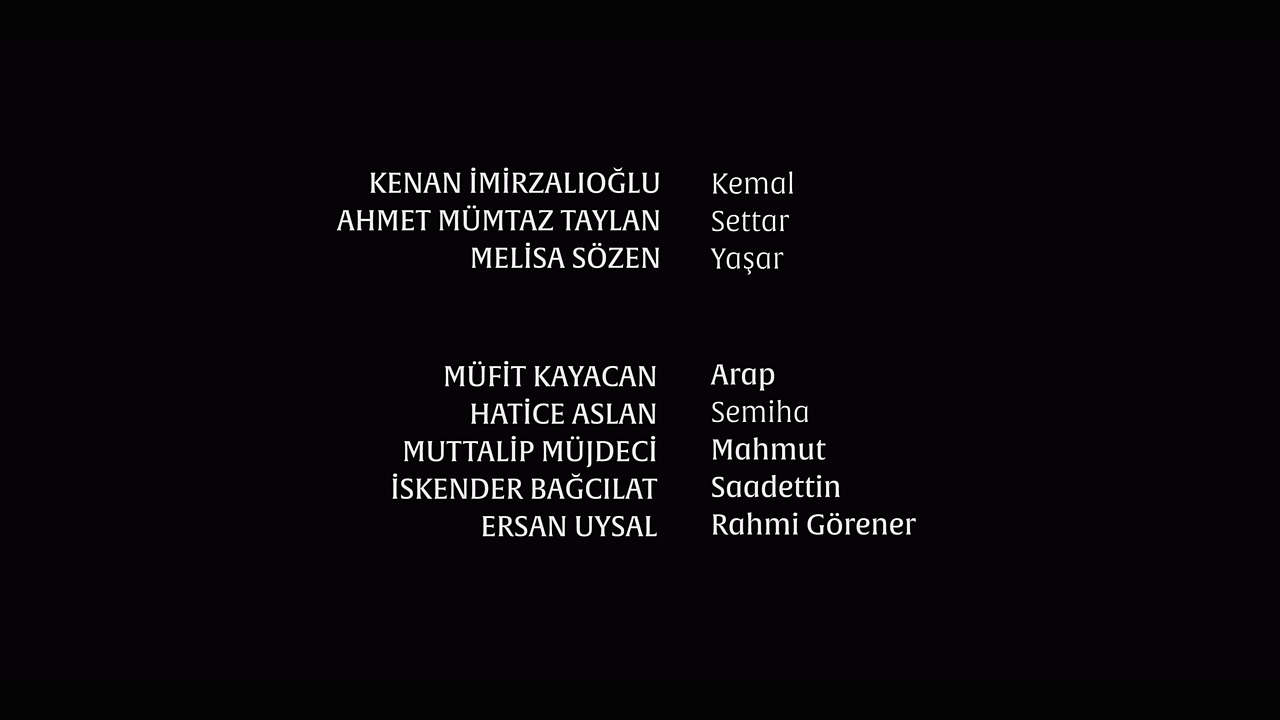 KENAN İMİRZALIOĞLU Kemal
AHMET MÜMTAZ TAYLAN Settar
MELİSA SÖZEN Yaşar
MÜFİT KAYACAN Arap
HATİCE ASLAN Semiha
MUTTALİP MÜJDECİ Mahmut
İSKENDER BAĞCILAT Saadettin
ERSAN UYSAL Rahmi Görener